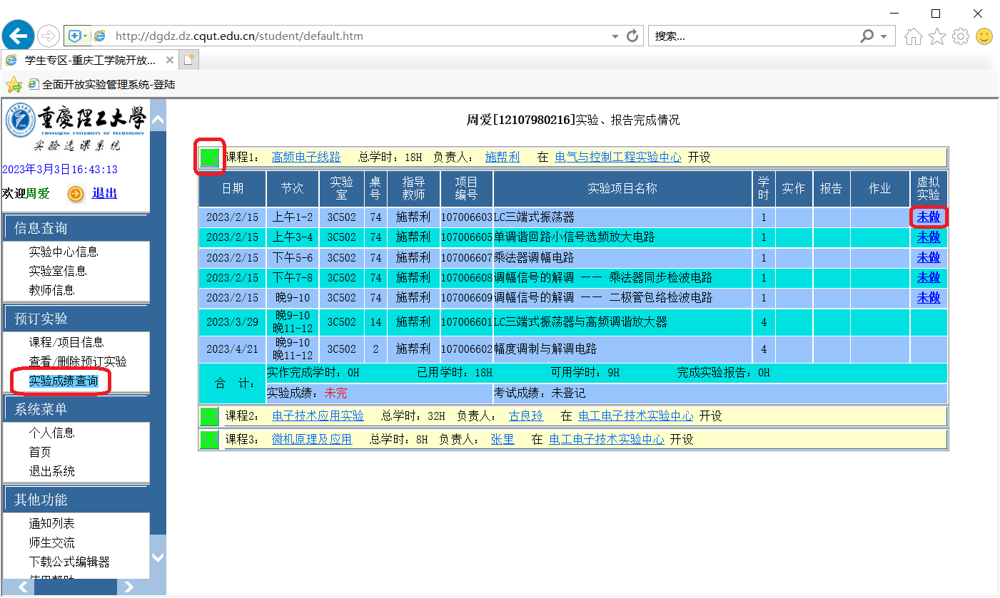 http://dgdz.dz.cqut.edu.cn/student/default.htm
搜索...
学生专区-重庆工学院开放...
全面开放实验管理系统-登陆
重慶理工大學
CHONGQING UNIVERSITY OF TECHNOLOGY
实验选课系统
2023年3月3日16:43:13
欢迎周爱 退出
信息查询
实验中心信息
实验室信息
教师信息
预订实验
课程/项目信息
查看/删除预订实验
实验成绩查询
系统菜单
个人信息
首页
退出系统
其他功能
通知列表
师生交流
下载公式编辑器
周爱[12107980216]实验、报告完成情况
课程1： 高频电子线路 总学时：18H 负责人： 施帮利 在 电气与控制工程实验中心 开设
日期 节次 实验室 桌号 指导教师 项目编号 实验项目名称 学时 实作 报告 作业 虚拟实验
2023/2/15 上午1-2 3C502 74 施帮利 107006603 LC三端式振荡器 1 未做
2023/2/15 上午3-4 3C502 74 施帮利 107006605 单调谐回路小信号选频放大电路 1 未做
2023/2/15 下午5-6 3C502 74 施帮利 107006607 乘法器调幅电路 1 未做
2023/2/15 下午7-8 3C502 74 施帮利 107006608 调幅信号的解调 —— 乘法器同步检波电路 1 未做
2023/2/15 晚9-10 3C502 74 施帮利 107006609 调幅信号的解调 —— 二极管包络检波电路 1 未做
2023/3/29 晚9-10 晚11-12 3C502 14 施帮利 107006601 LC三端式振荡器与高频调谐放大器 4
2023/4/21 晚9-10 晚11-12 3C502 2 施帮利 107006602 幅度调制与解调电路 4
合 计： 实作完成学时：0H 已用学时：18H 可用学时：9H 完成实验报告：0H
实验成绩：未完 考试成绩：未登记
课程2： 电子技术应用实验 总学时：32H 负责人： 古良玲 在 电工电子技术实验中心 开设
课程3： 微机原理及应用 总学时：8H 负责人： 张里 在 电工电子技术实验中心 开设